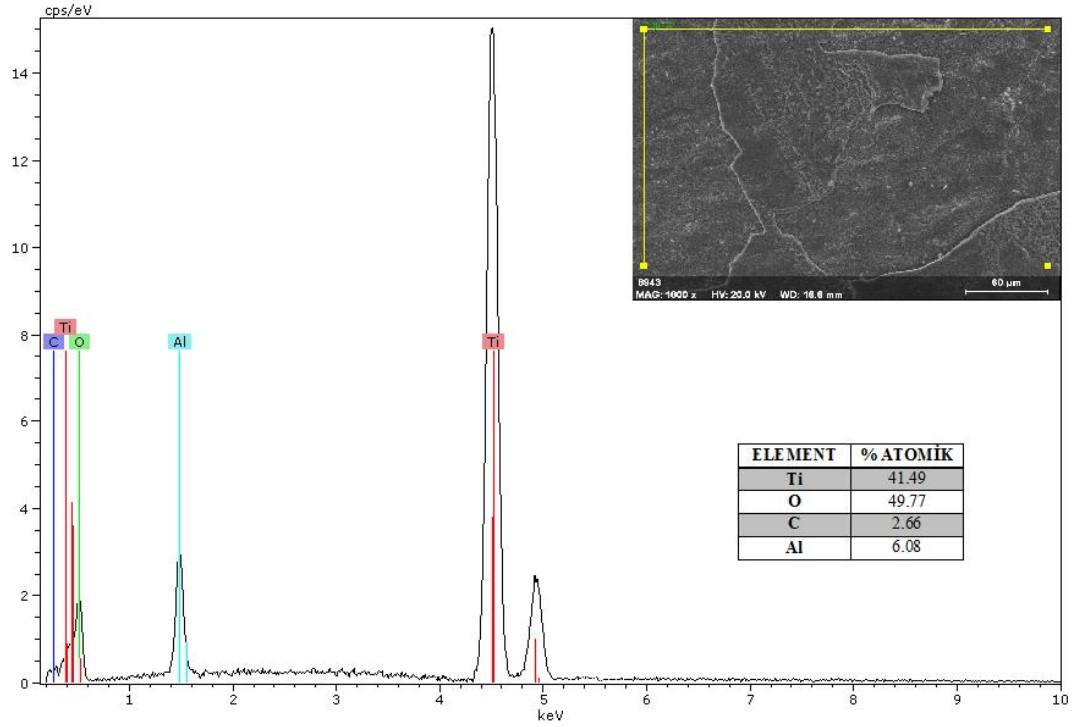 cps/eV
14
12
10
8
6
4
2
0
Ti
C
O
Al
Ti
1
2
3
4
5
6
7
8
9
10
keV
8943
MAG: 1000 x HV: 20.0 kV WD: 16.6 mm
60 µm
ELEMENT % ATOMİK
Ti 41.49
O 49.77
C 2.66
Al 6.08